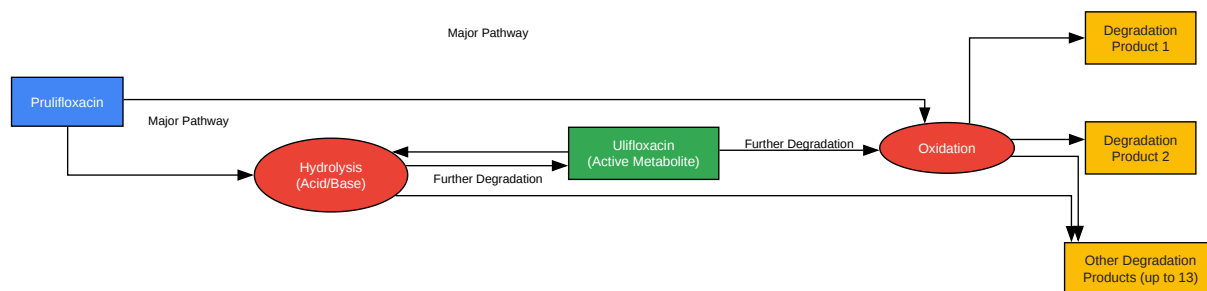 Major Pathway
Degradation
Product 1
Prulifloxacin
Major Pathway
Ulifloxacin
(Active Metabolite)
Further Degradation
Oxidation
Degradation
Product 2
Hydrolysis
(Acid/Base)
Further Degradation
Other Degradation
Products (up to 13)